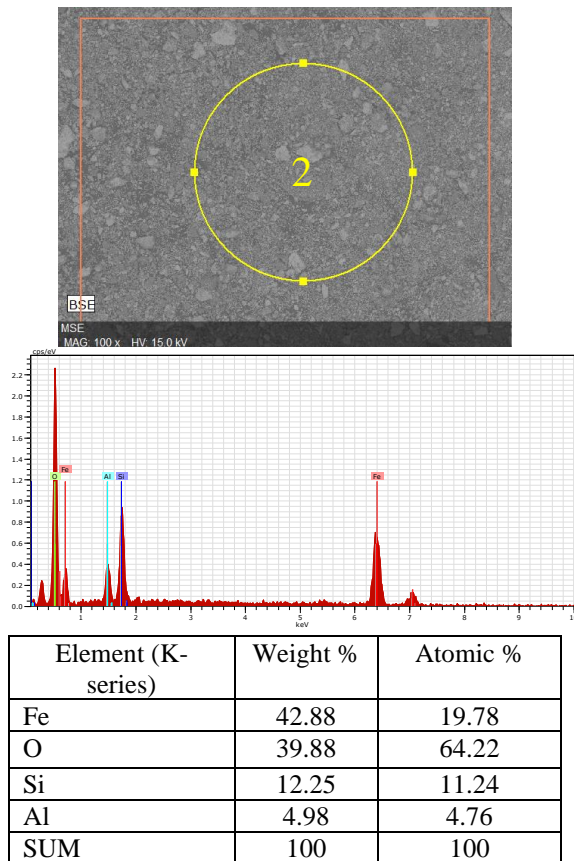 2
BSE
MSE
MAG: 100 x HV: 15.0 kV
cps/eV
2.2
2.0
1.8
1.6
1.4
1.2
1.0
0.8
0.6
0.4
0.2
0.0
O Fe Al Si Fe
1 2 3 4 5 6 7 8 9
keV
Element (K-series) Weight % Atomic %
Fe 42.88 19.78
O 39.88 64.22
Si 12.25 11.24
Al 4.98 4.76
SUM 100 100